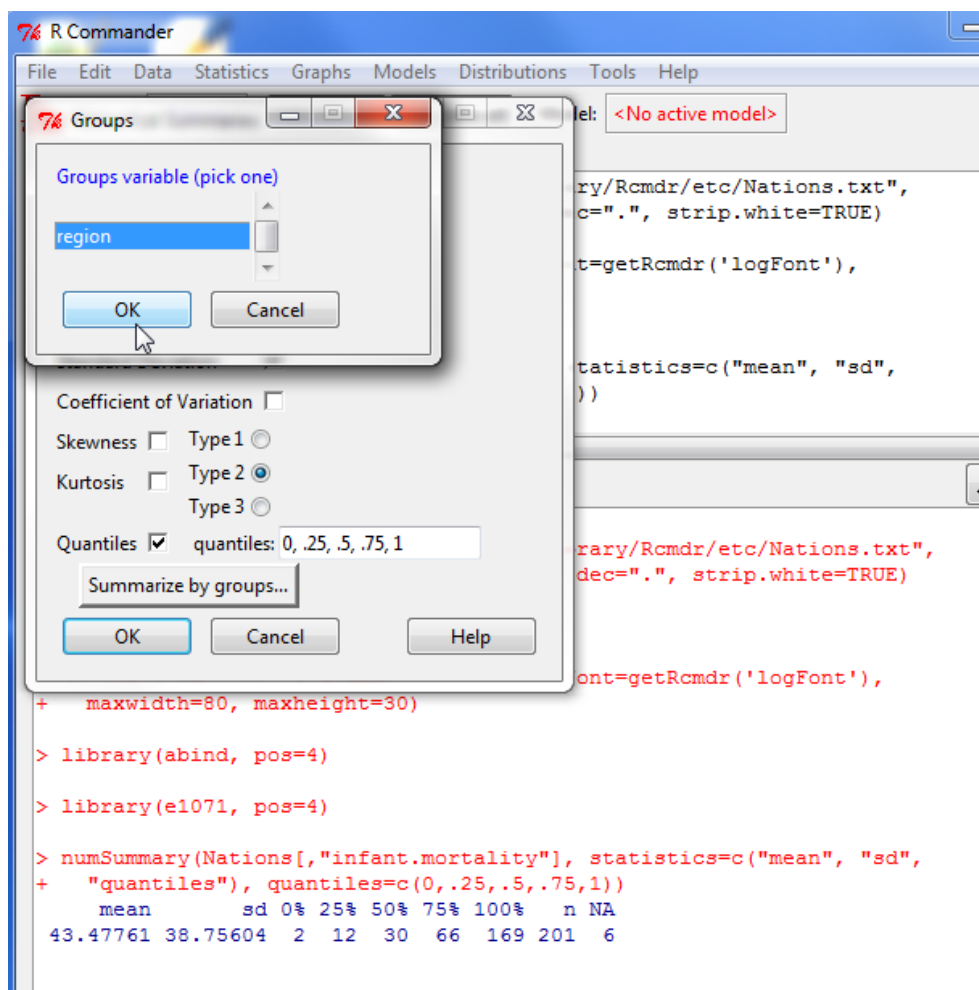 R Commander
File Edit Data Statistics Graphs Models Distributions Tools Help
Groups
del: <No active model>
Groups variable (pick one)
region
OK Cancel
ry/Rcmdr/etc/Nations.txt",
c=".", strip.white=TRUE)
t=getRcmdr('logFont'),
tatistics=c("mean", "sd",
))
Coefficient of Variation
Skewness Type 1
Kurtosis Type 2
Type 3
Quantiles quantiles: 0, .25, .5, .75, 1
Summarize by groups...
OK Cancel Help
rary/Rcmdr/etc/Nations.txt",
dec=".", strip.white=TRUE)
ont=getRcmdr('logFont'),
+   maxwidth=80, maxheight=30)
> library(abind, pos=4)
> library(e1071, pos=4)
> numSummary(Nations[,"infant.mortality"], statistics=c("mean", "sd",
+   "quantiles"), quantiles=c(0,.25,.5,.75,1))
mean sd 0% 25% 50% 75% 100% n NA
43.47761 38.75604 2 12 30 66 169 201 6